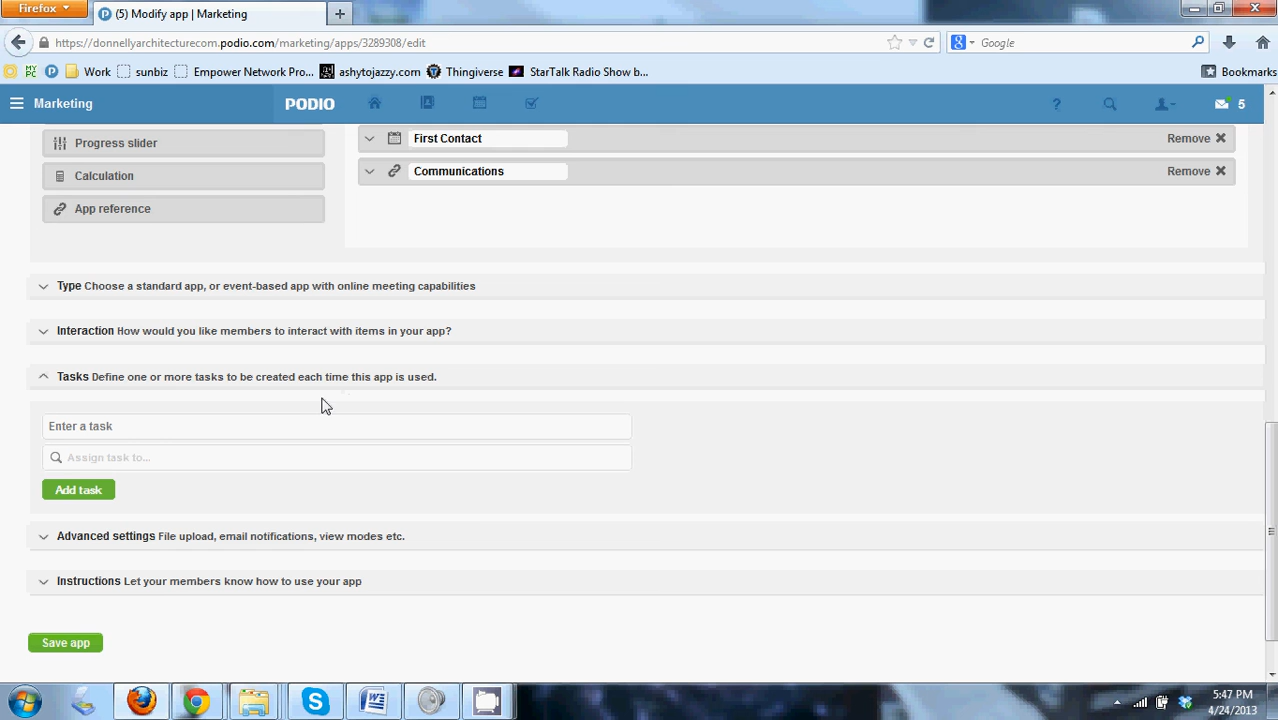 Firefox
(5) Modify app | Marketing
https://donnellyarchitecturecom.podio.com/marketing/apps/3289308/edit
Google
Work
sunbiz
Empower Network Pro...
ashytojazzy.com
Thingiverse
StarTalk Radio Show b...
Bookmarks
Marketing
PODIO
?
5
Progress slider
First Contact
Remove
Calculation
Communications
Remove
App reference
Type Choose a standard app, or event-based app with online meeting capabilities
Interaction How would you like members to interact with items in your app?
Tasks Define one or more tasks to be created each time this app is used.
Enter a task
Assign task to...
Add task
Advanced settings File upload, email notifications, view modes etc.
Instructions Let your members know how to use your app
Save app
5:47 PM
4/24/2013